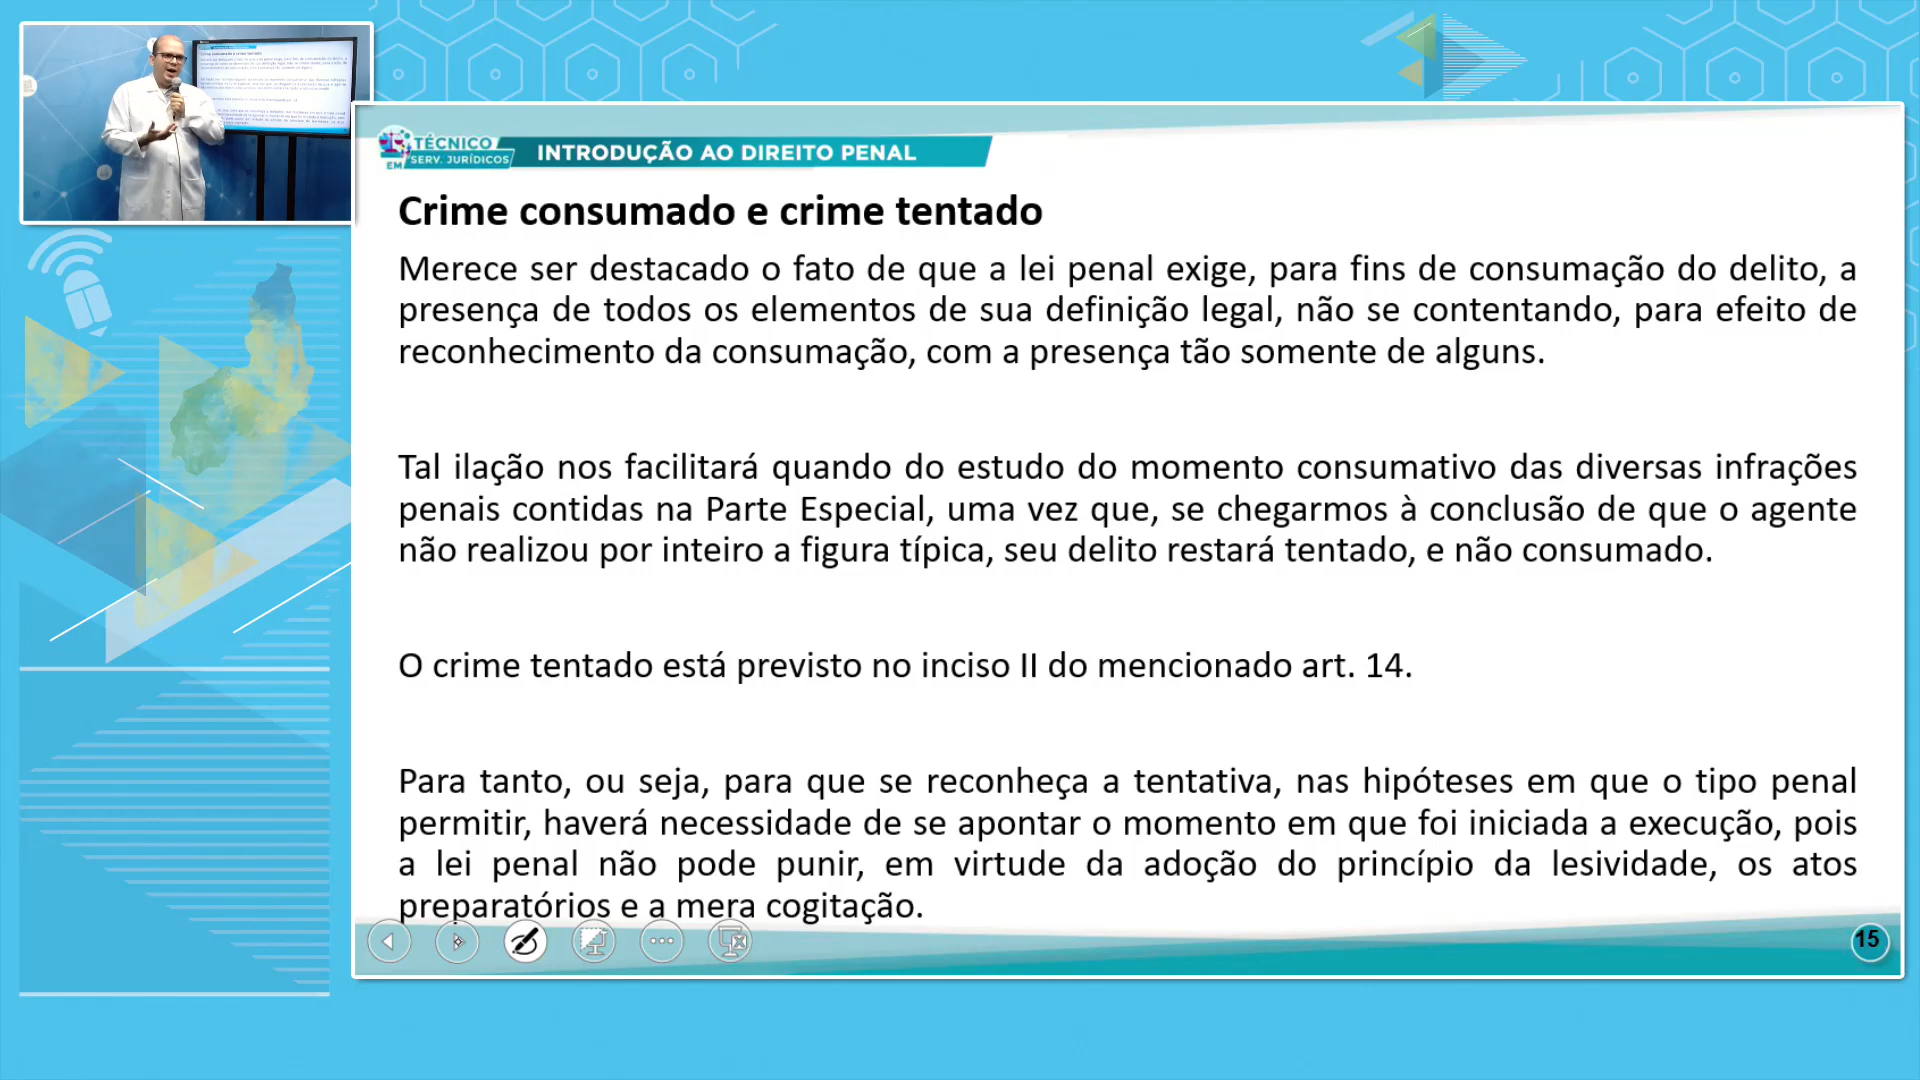 TÉCNICO
EM SERV. JURÍDICOS
INTRODUÇÃO AO DIREITO PENAL
Crime consumado e crime tentado
Merece ser destacado o fato de que a lei penal exige, para fins de consumação do delito, a
presença de todos os elementos de sua definição legal, não se contentando, para efeito de
reconhecimento da consumação, com a presença tão somente de alguns.
Tal ilação nos facilitará quando do estudo do momento consumativo das diversas infrações
penais contidas na Parte Especial, uma vez que, se chegarmos à conclusão de que o agente
não realizou por inteiro a figura típica, seu delito restará tentado, e não consumado.
O crime tentado está previsto no inciso II do mencionado art. 14.
Para tanto, ou seja, para que se reconheça a tentativa, nas hipóteses em que o tipo penal
permitir, haverá necessidade de se apontar o momento em que foi iniciada a execução, pois
a lei penal não pode punir, em virtude da adoção do princípio da lesividade, os atos
preparatórios e a mera cogitação.
15